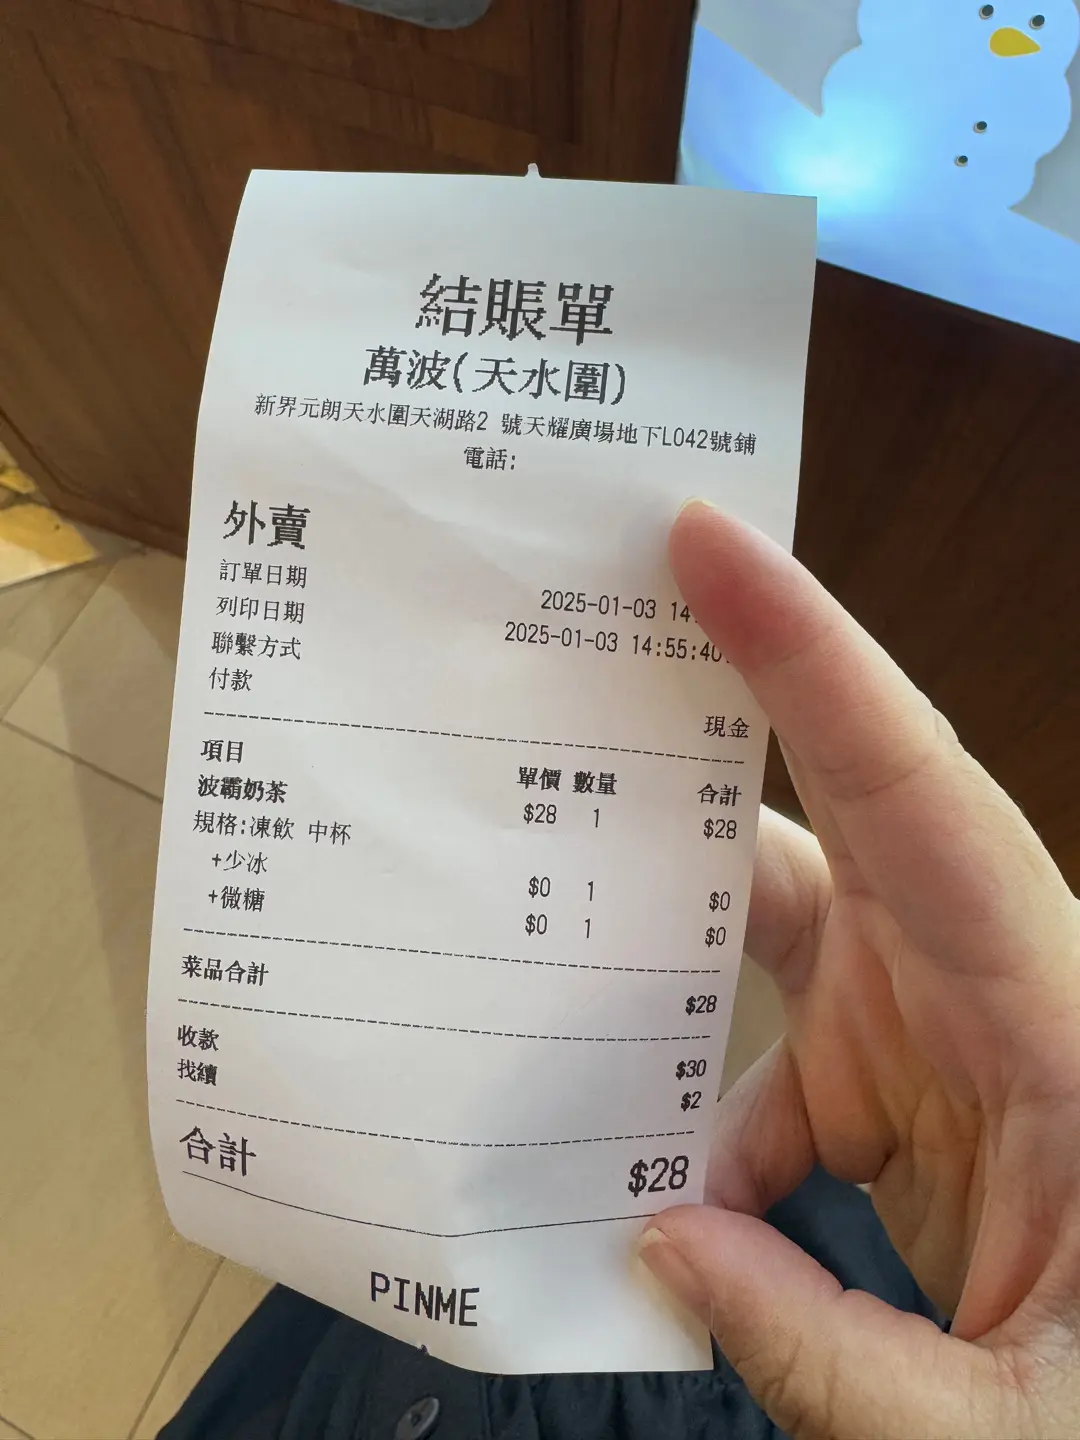 結賬單
萬波(天水圍)
新界元朗天水圍天湖路2 號天耀廣場地下L042號鋪
電話:
外賣
訂單日期 2025-01-03 14
列印日期 2025-01-03 14:55:40
聯繫方式
付款 現金
項目 單價 數量 合計
波霸奶茶 $28 1 $28
規格:凍飲 中杯
+少冰 $0 1 $0
+微糖 $0 1 $0
菜品合計 $28
收款 $30
找續 $2
合計 $28
PINME